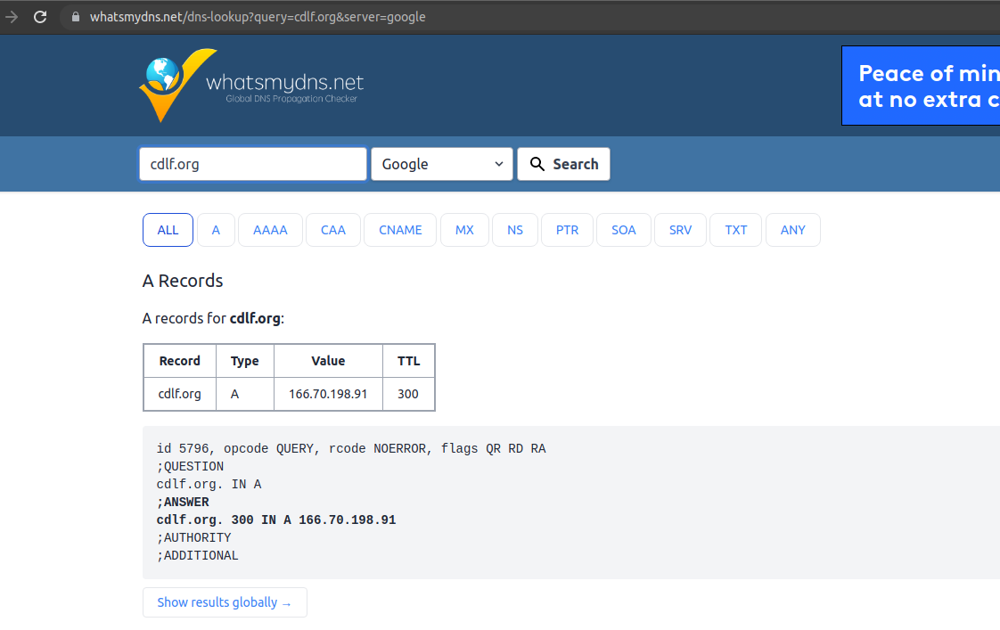 whatsmydns.net/dns-lookup?query=cdlf.org&server=google
whatsmydns.net
Global DNS Propagation Checker
Peace of min
at no extra c
cdlf.org Google Search
ALL A AAAA CAA CNAME MX NS PTR SOA SRV TXT ANY
A Records
A records for cdlf.org:
Record Type Value TTL
cdlf.org A 166.70.198.91 300
id 5796, opcode QUERY, rcode NOERROR, flags QR RD RA
;QUESTION
cdlf.org. IN A
;ANSWER
cdlf.org. 300 IN A 166.70.198.91
;AUTHORITY
;ADDITIONAL
Show results globally →